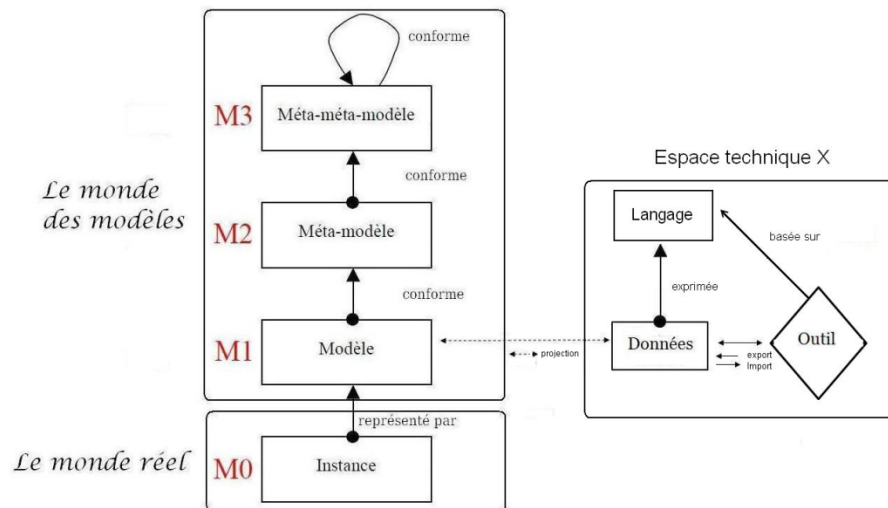 conforme
M3
Méta-méta-modèle
conforme
Le monde
des modèles
M2
Méta-modèle
conforme
M1
Modèle
représenté par
Le monde réel
M0
Instance
projection
Espace technique X
Langage
basée sur
exprimée
Données
export
Import
Outil